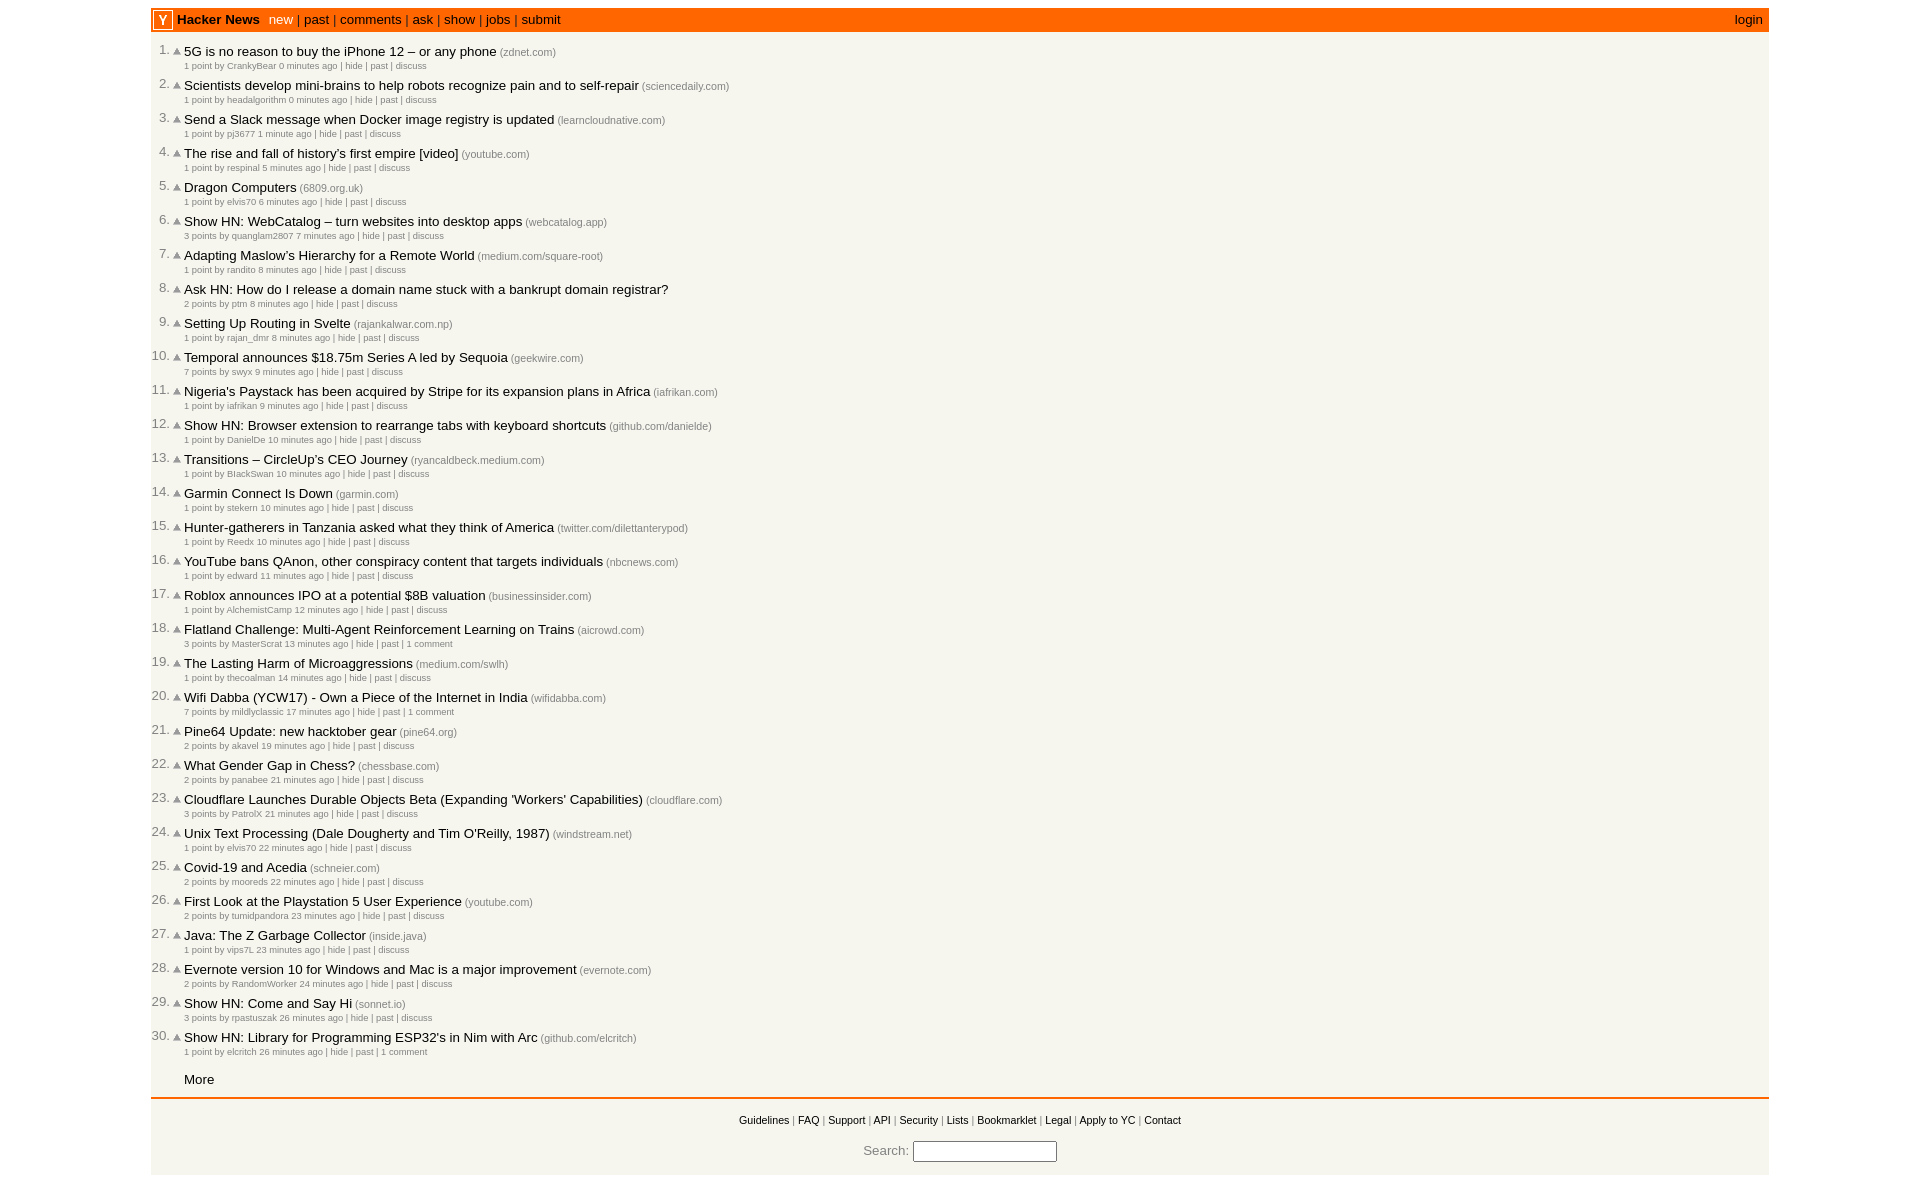 Y Hacker News new | past | comments | ask | show | jobs | submit login
1. 5G is no reason to buy the iPhone 12 – or any phone (zdnet.com)
1 point by CrankyBear 0 minutes ago | hide | past | discuss
2. Scientists develop mini-brains to help robots recognize pain and to self-repair (sciencedaily.com)
1 point by headalgorithm 0 minutes ago | hide | past | discuss
3. Send a Slack message when Docker image registry is updated (learncloudnative.com)
1 point by pj3677 1 minute ago | hide | past | discuss
4. The rise and fall of history’s first empire [video] (youtube.com)
1 point by respinal 5 minutes ago | hide | past | discuss
5. Dragon Computers (6809.org.uk)
1 point by elvis70 6 minutes ago | hide | past | discuss
6. Show HN: WebCatalog – turn websites into desktop apps (webcatalog.app)
3 points by quanglam2807 7 minutes ago | hide | past | discuss
7. Adapting Maslow’s Hierarchy for a Remote World (medium.com/square-root)
1 point by randito 8 minutes ago | hide | past | discuss
8. Ask HN: How do I release a domain name stuck with a bankrupt domain registrar?
2 points by ptm 8 minutes ago | hide | past | discuss
9. Setting Up Routing in Svelte (rajankalwar.com.np)
1 point by rajan_dmr 8 minutes ago | hide | past | discuss
10. Temporal announces $18.75m Series A led by Sequoia (geekwire.com)
7 points by swyx 9 minutes ago | hide | past | discuss
11. Nigeria's Paystack has been acquired by Stripe for its expansion plans in Africa (iafrikan.com)
1 point by iafrikan 9 minutes ago | hide | past | discuss
12. Show HN: Browser extension to rearrange tabs with keyboard shortcuts (github.com/danielde)
1 point by DanielDe 10 minutes ago | hide | past | discuss
13. Transitions – CircleUp’s CEO Journey (ryancaldbeck.medium.com)
1 point by BlackSwan 10 minutes ago | hide | past | discuss
14. Garmin Connect Is Down (garmin.com)
1 point by stekern 10 minutes ago | hide | past | discuss
15. Hunter-gatherers in Tanzania asked what they think of America (twitter.com/dilettanterypod)
1 point by Reedx 10 minutes ago | hide | past | discuss
16. YouTube bans QAnon, other conspiracy content that targets individuals (nbcnews.com)
1 point by edward 11 minutes ago | hide | past | discuss
17. Roblox announces IPO at a potential $8B valuation (businessinsider.com)
1 point by AlchemistCamp 12 minutes ago | hide | past | discuss
18. Flatland Challenge: Multi-Agent Reinforcement Learning on Trains (aicrowd.com)
3 points by MasterScrat 13 minutes ago | hide | past | 1 comment
19. The Lasting Harm of Microaggressions (medium.com/swlh)
1 point by thecoalman 14 minutes ago | hide | past | discuss
20. Wifi Dabba (YCW17) - Own a Piece of the Internet in India (wifidabba.com)
7 points by mildlyclassic 17 minutes ago | hide | past | 1 comment
21. Pine64 Update: new hacktober gear (pine64.org)
2 points by akavel 19 minutes ago | hide | past | discuss
22. What Gender Gap in Chess? (chessbase.com)
2 points by panabee 21 minutes ago | hide | past | discuss
23. Cloudflare Launches Durable Objects Beta (Expanding 'Workers' Capabilities) (cloudflare.com)
3 points by PatrolX 21 minutes ago | hide | past | discuss
24. Unix Text Processing (Dale Dougherty and Tim O'Reilly, 1987) (windstream.net)
1 point by elvis70 22 minutes ago | hide | past | discuss
25. Covid-19 and Acedia (schneier.com)
2 points by mooreds 22 minutes ago | hide | past | discuss
26. First Look at the Playstation 5 User Experience (youtube.com)
2 points by tumidpandora 23 minutes ago | hide | past | discuss
27. Java: The Z Garbage Collector (inside.java)
1 point by vips7L 23 minutes ago | hide | past | discuss
28. Evernote version 10 for Windows and Mac is a major improvement (evernote.com)
2 points by RandomWorker 24 minutes ago | hide | past | discuss
29. Show HN: Come and Say Hi (sonnet.io)
3 points by rpastuszak 26 minutes ago | hide | past | discuss
30. Show HN: Library for Programming ESP32's in Nim with Arc (github.com/elcritch)
1 point by elcritch 26 minutes ago | hide | past | 1 comment
More
Guidelines | FAQ | Support | API | Security | Lists | Bookmarklet | Legal | Apply to YC | Contact
Search: